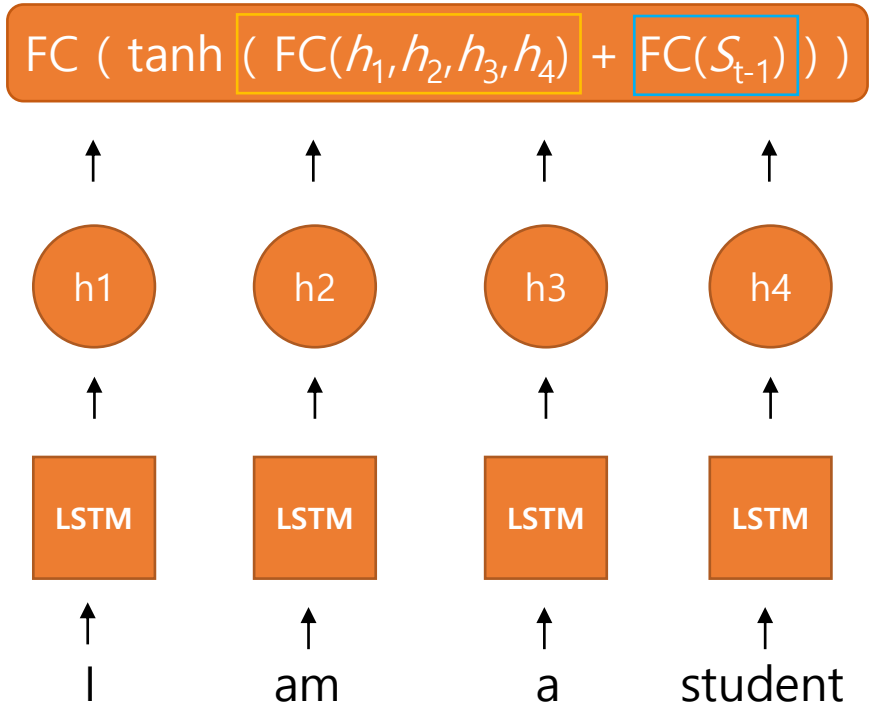 FC ( tanh ( FC(h1,h2,h3,h4) + FC(St-1) ) )
h1 h2 h3 h4
LSTM LSTM LSTM LSTM
I am a student